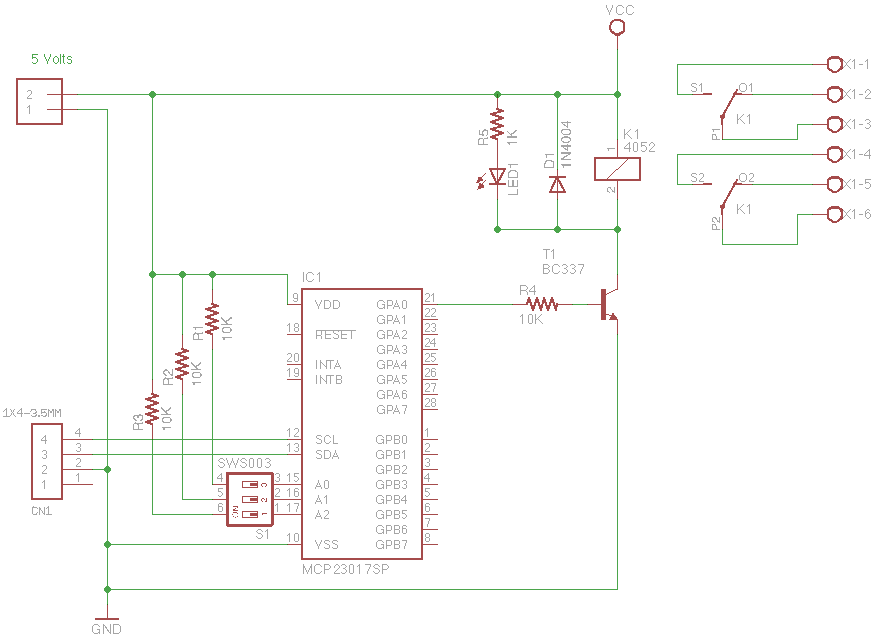 VCC
5 Volts
2
1
R5
1K
LED1
D1
1N4004
K1
4052
1
2
X1-1
X1-2
X1-3
X1-4
X1-5
X1-6
S1
O1
P1
K1
S2
O2
P2
K1
T1
BC337
R4
10K
IC1
9 VDD GPA0 21
GPA1 22
18 RESET GPA2 23
GPA3 24
20 INTA GPA4 25
19 INTB GPA5 26
GPA6 27
GPA7 28
12 SCL GPB0 1
13 SDA GPB1 2
GPB2 3
15 A0 GPB3 4
16 A1 GPB4 5
17 A2 GPB5 6
GPB6 7
10 VSS GPB7 8
MCP23017SP
R1
10K
R2
10K
R3
10K
1X4-3.5MM
4 4
3 3
2 2
1 1
CN1
SWS003
4 3 3
5 2 2
6 ON 1 1
S1
GND